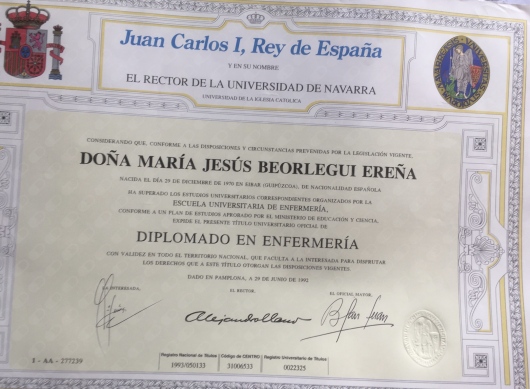 Juan Carlos I, Rey de España
Y EN SU NOMBRE
EL RECTOR DE LA UNIVERSIDAD DE NAVARRA
UNIVERSIDAD DE LA IGLESIA CATOLICA
CONSIDERANDO QUE, CONFORME A LAS DISPOSICIONES Y CIRCUNSTANCIAS PREVENIDAS POR LA LEGISLACIÓN VIGENTE,
DOÑA MARÍA JESÚS BEORLEGUI EREÑA
NACIDA EL DÍA 29 DE DICIEMBRE DE 1970 EN EIBAR (GUIPÚZCOA), DE NACIONALIDAD ESPAÑOLA
HA SUPERADO LOS ESTUDIOS UNIVERSITARIOS CORRESPONDIENTES ORGANIZADOS POR LA
ESCUELA UNIVERSITARIA DE ENFERMERÍA,
CONFORME A UN PLAN DE ESTUDIOS APROBADO POR EL MINISTERIO DE EDUCACIÓN Y CIENCIA,
EXPIDE EL PRESENTE TÍTULO UNIVERSITARIO OFICIAL DE
DIPLOMADO EN ENFERMERÍA
CON VALIDEZ EN TODO EL TERRITORIO NACIONAL, QUE FACULTA A LA INTERESADA PARA DISFRUTAR
LOS DERECHOS QUE A ESTE TÍTULO OTORGAN LAS DISPOSICIONES VIGENTES
DADO EN PAMPLONA, A 29 DE JUNIO DE 1992
LA INTERESADA, EL RECTOR, EL OFICIAL MAYOR,
1 - AA - 277239
Registro Nacional de Títulos Código de CENTRO Registro Universitario de Títulos
1993/050133 31006533 0022325